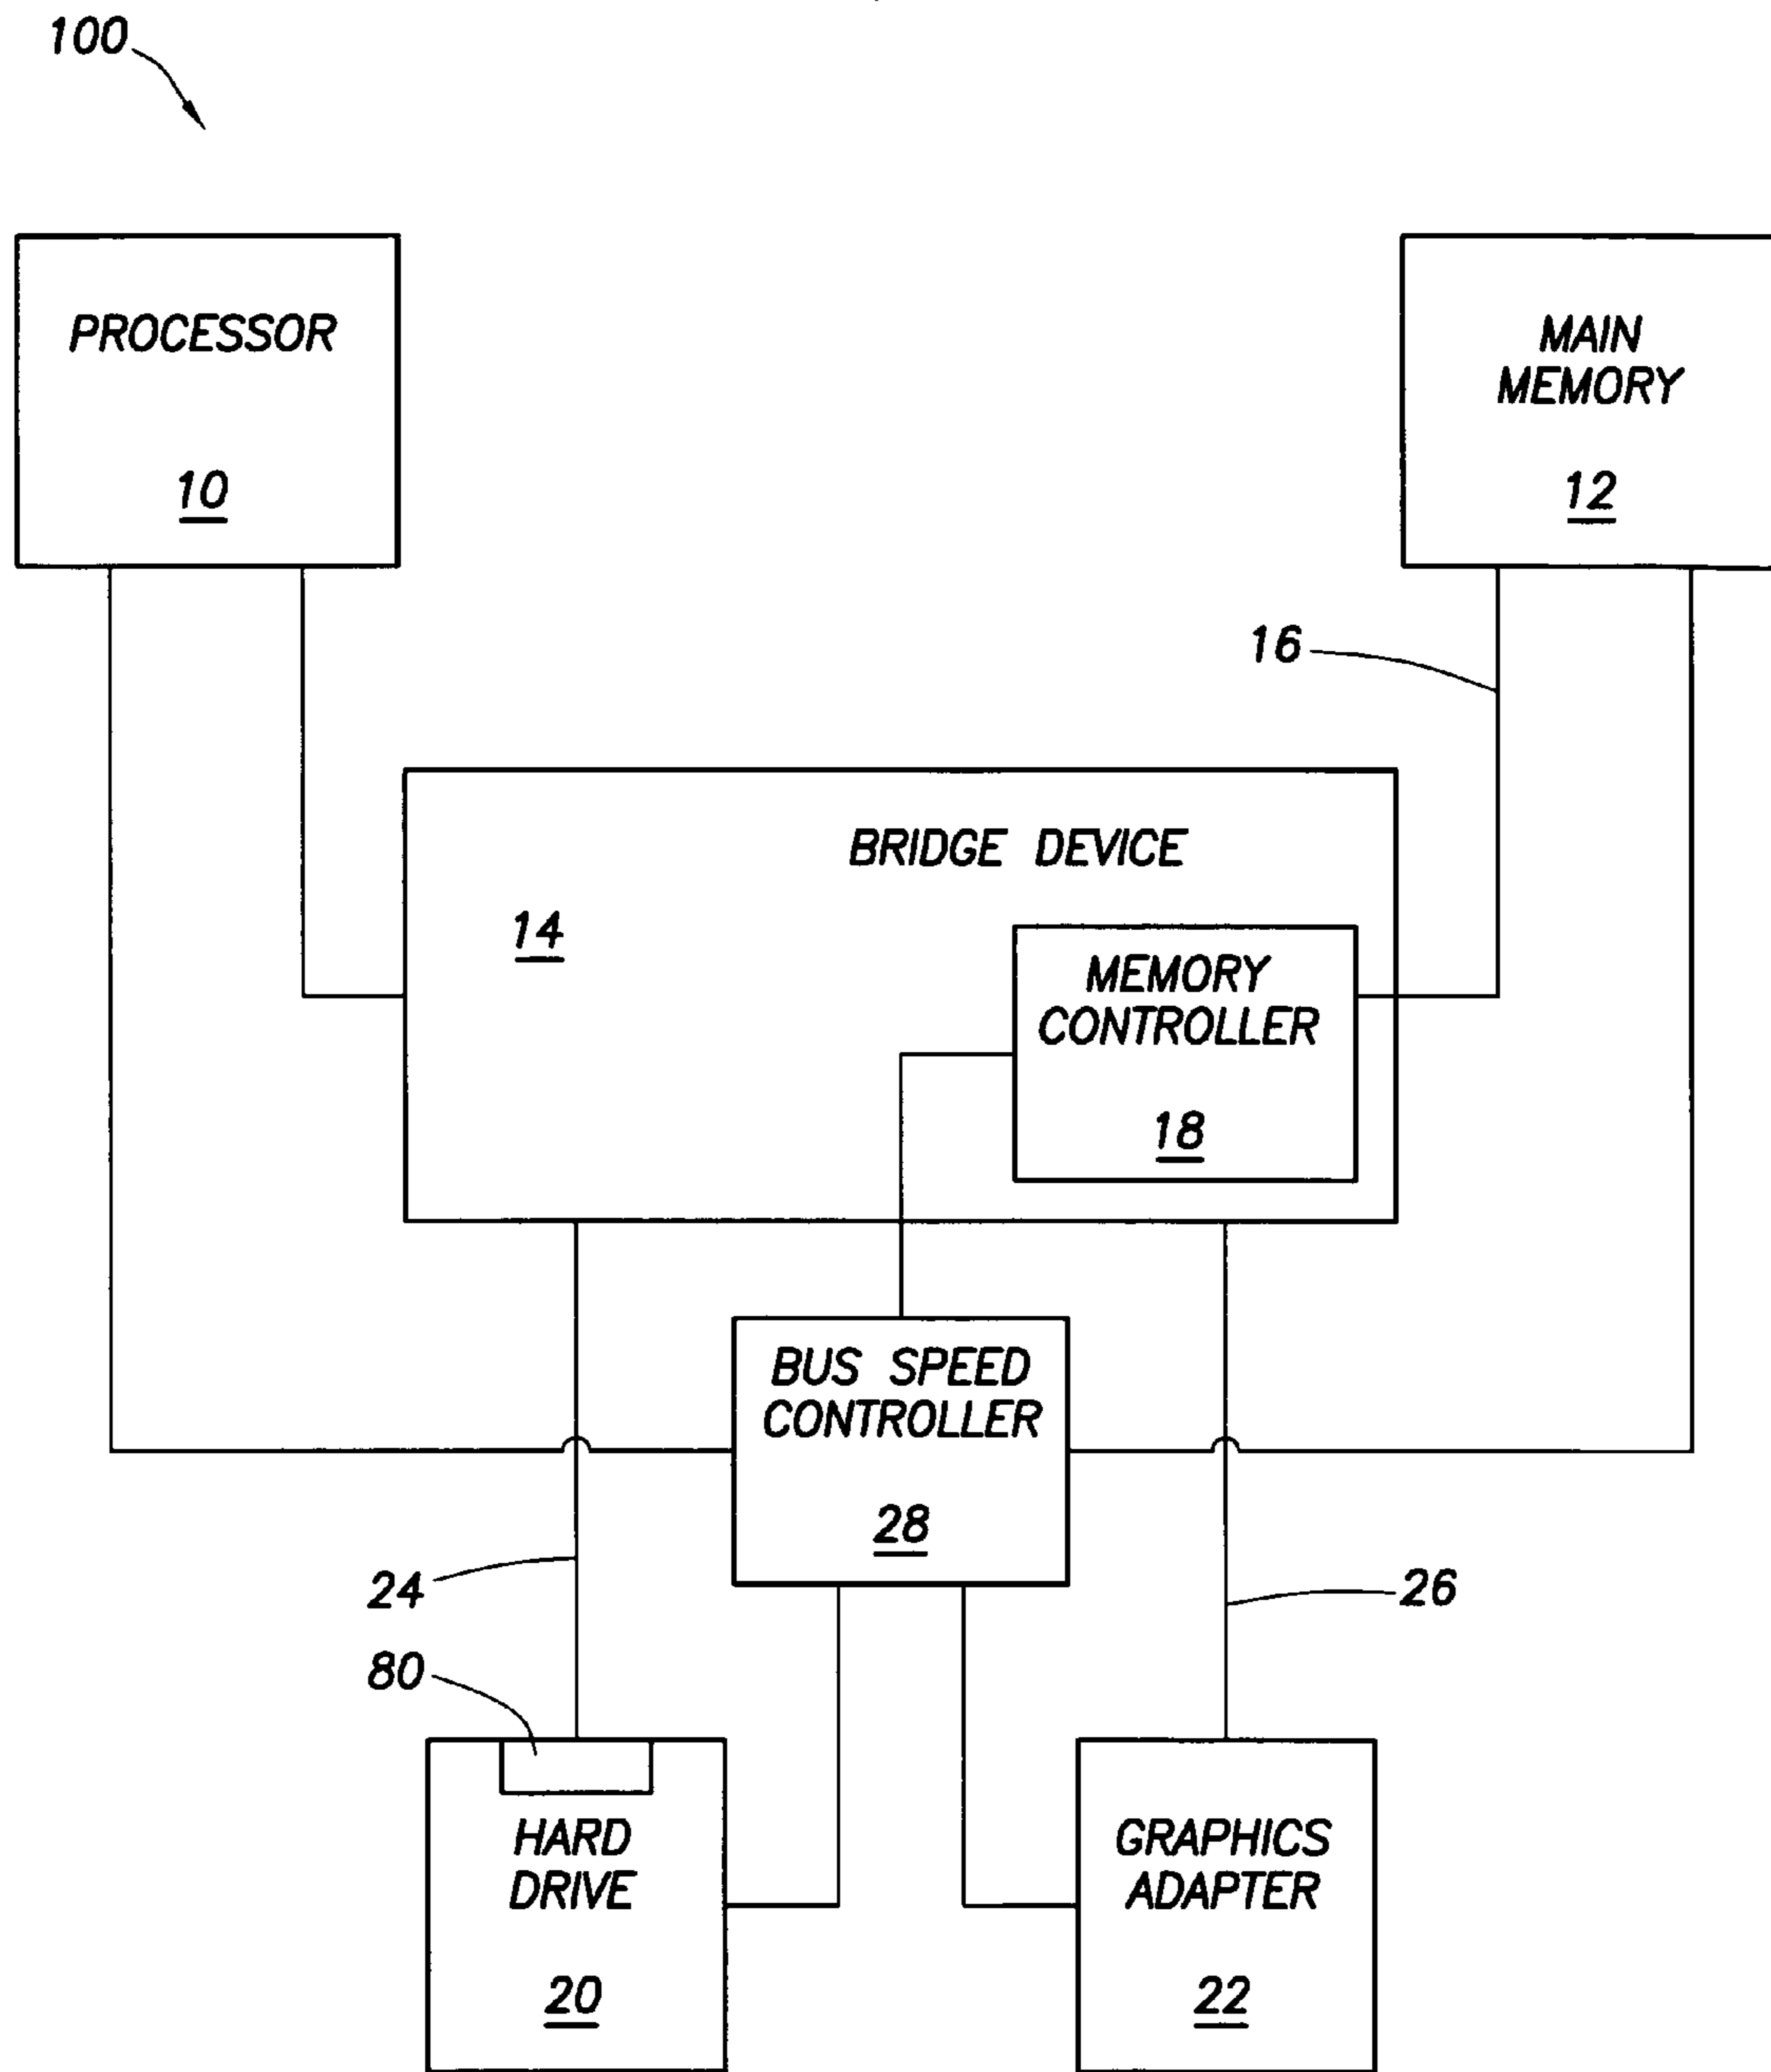 100
PROCESSOR
10
MAIN
MEMORY
12
16
BRIDGE DEVICE
14
MEMORY
CONTROLLER
18
BUS SPEED
CONTROLLER
28
24
26
80
HARD
DRIVE
20
GRAPHICS
ADAPTER
22